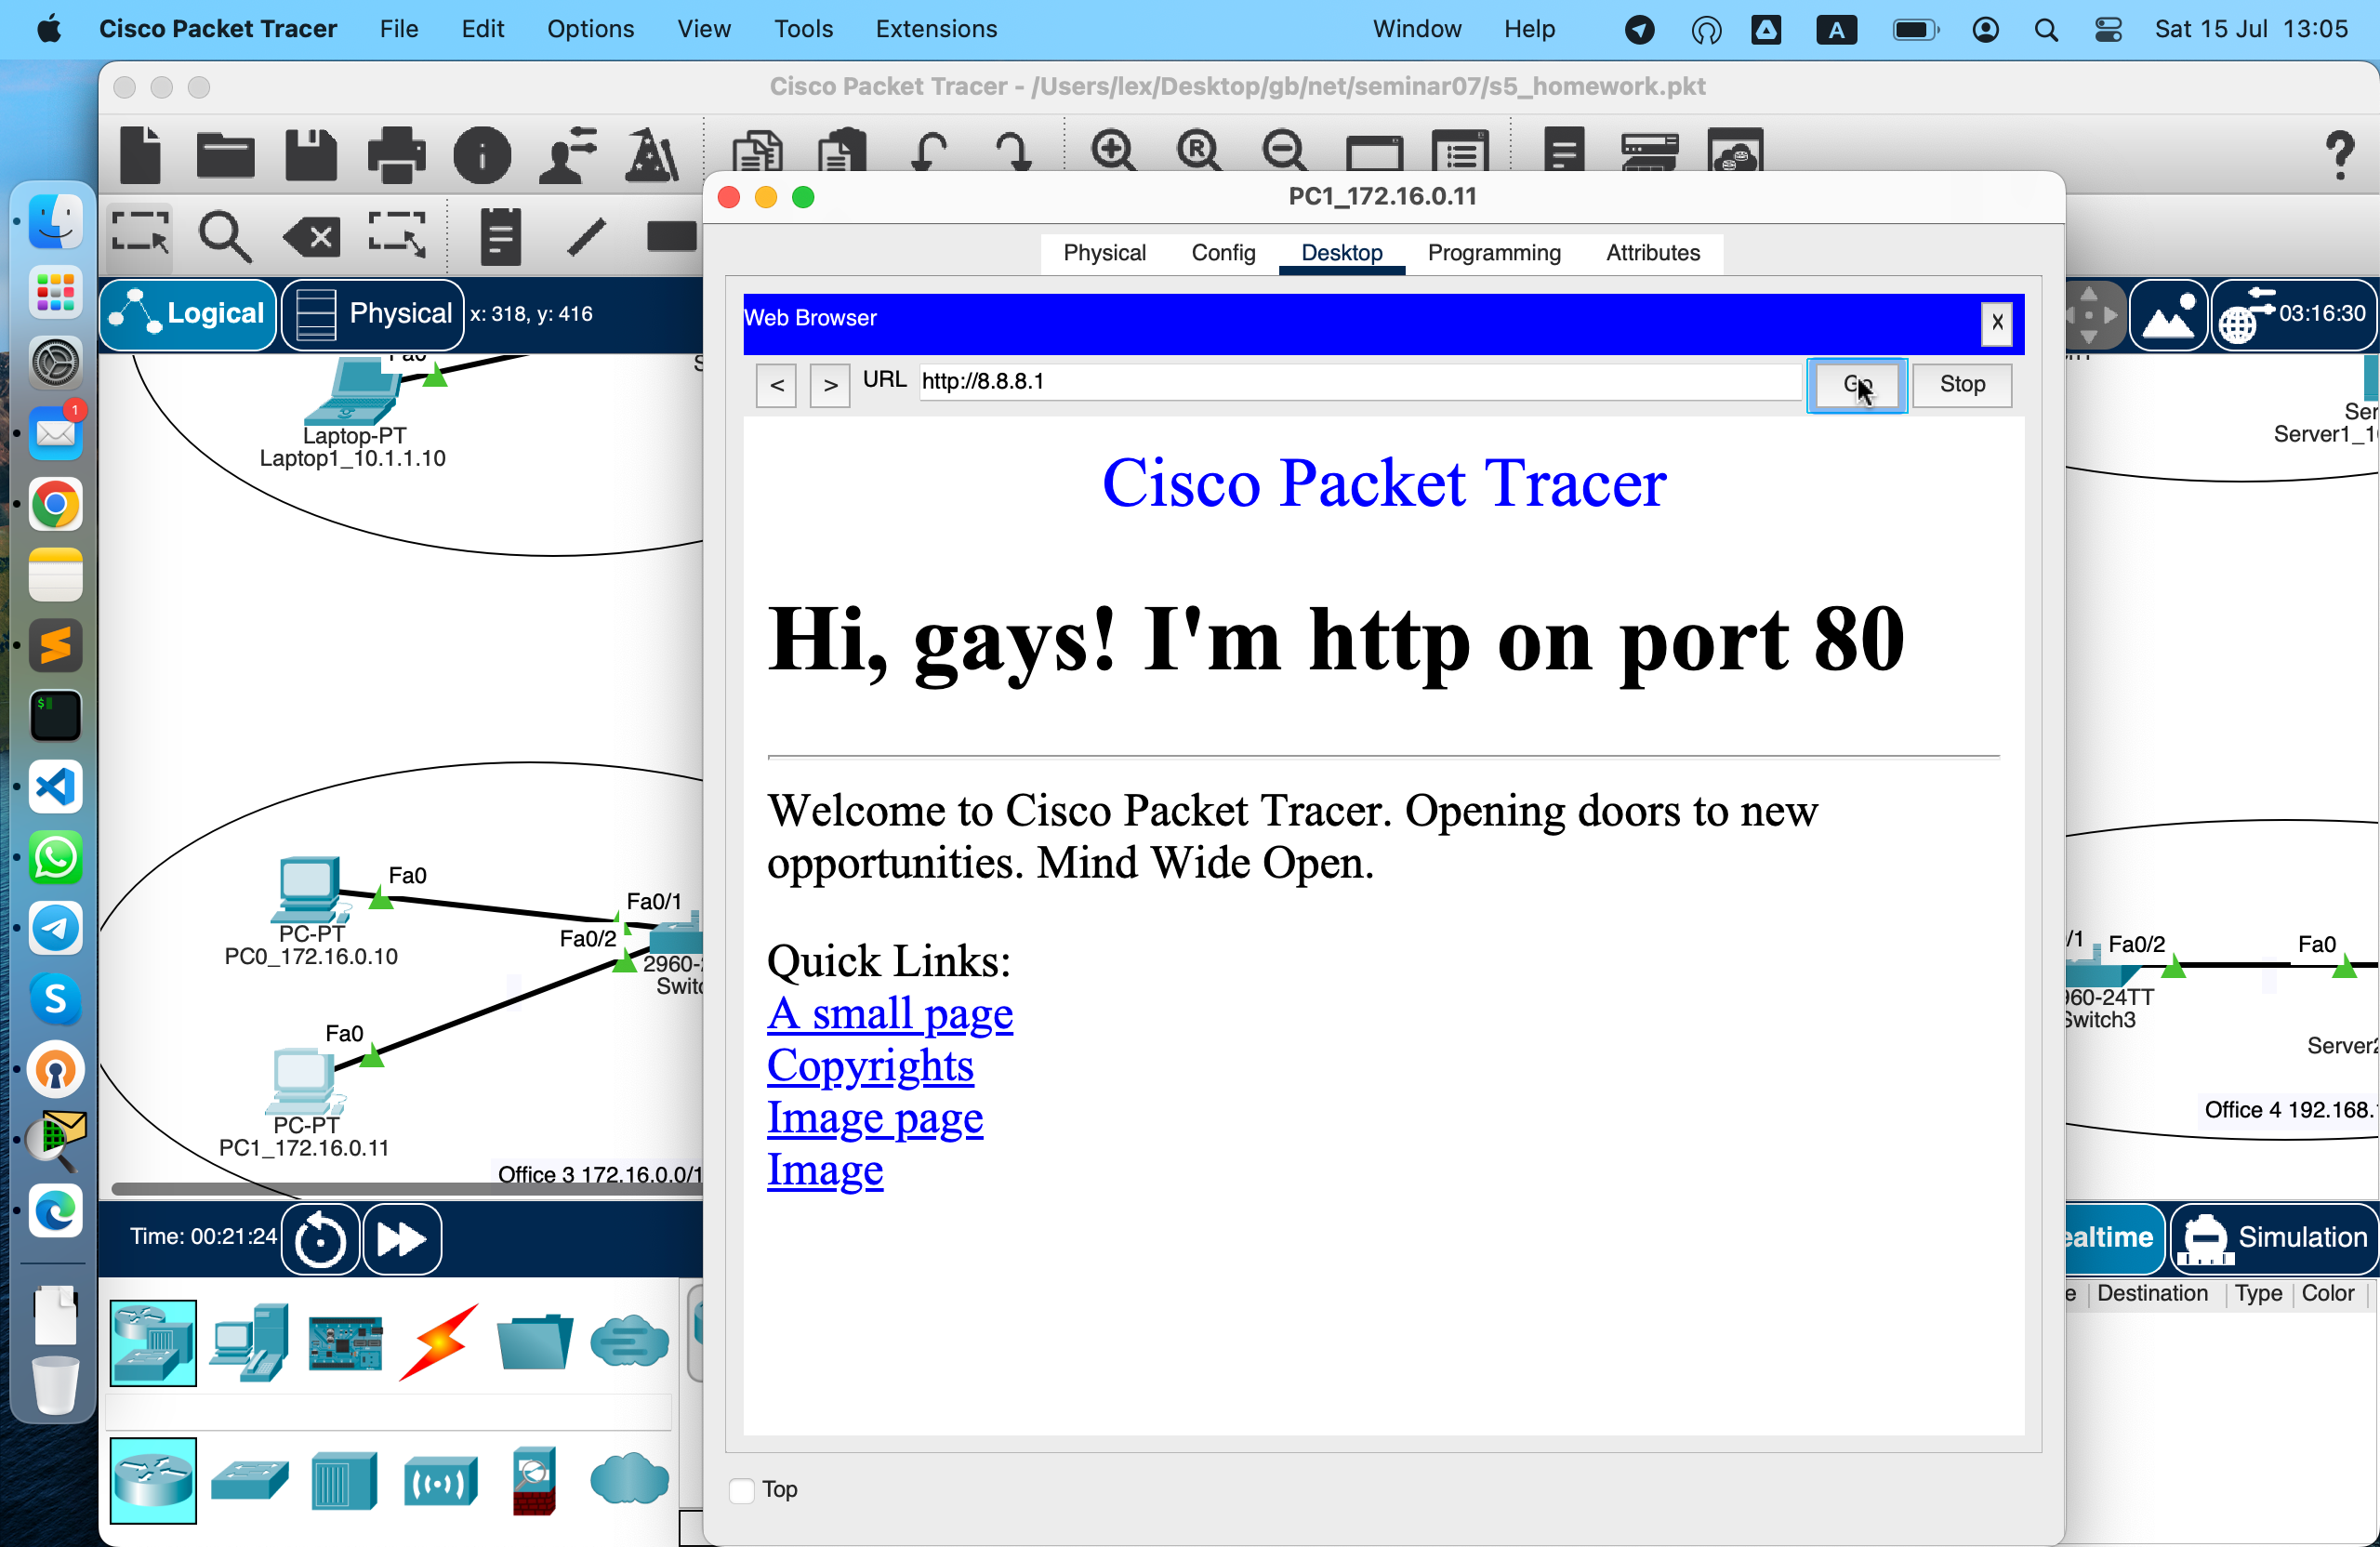 Cisco Packet Tracer File Edit Options View Tools Extensions Window Help A Sat 15 Jul 13:05
Cisco Packet Tracer - /Users/lex/Desktop/gb/net/seminar07/s5_homework.pkt
PC1_172.16.0.11
Physical Config Desktop Programming Attributes
Logical Physical x: 318, y: 416 03:16:30
Web Browser X
< > URL http://8.8.8.1 Go Stop
Cisco Packet Tracer
Hi, gays! I'm http on port 80
Welcome to Cisco Packet Tracer. Opening doors to new
opportunities. Mind Wide Open.
Quick Links:
A small page
Copyrights
Image page
Image
Top
Fa0
Laptop-PT
Laptop1_10.1.1.10
Fa0
Fa0/1
Fa0/2
PC-PT
PC0_172.16.0.10
2960-
Switc
Fa0
PC-PT
PC1_172.16.0.11
Office 3 172.16.0.0/1
Ser
Server1_1
/1 Fa0/2 Fa0
960-24TT
Switch3
Server2
Office 4 192.168.
Time: 00:21:24
ealtime Simulation
e Destination Type Color
1